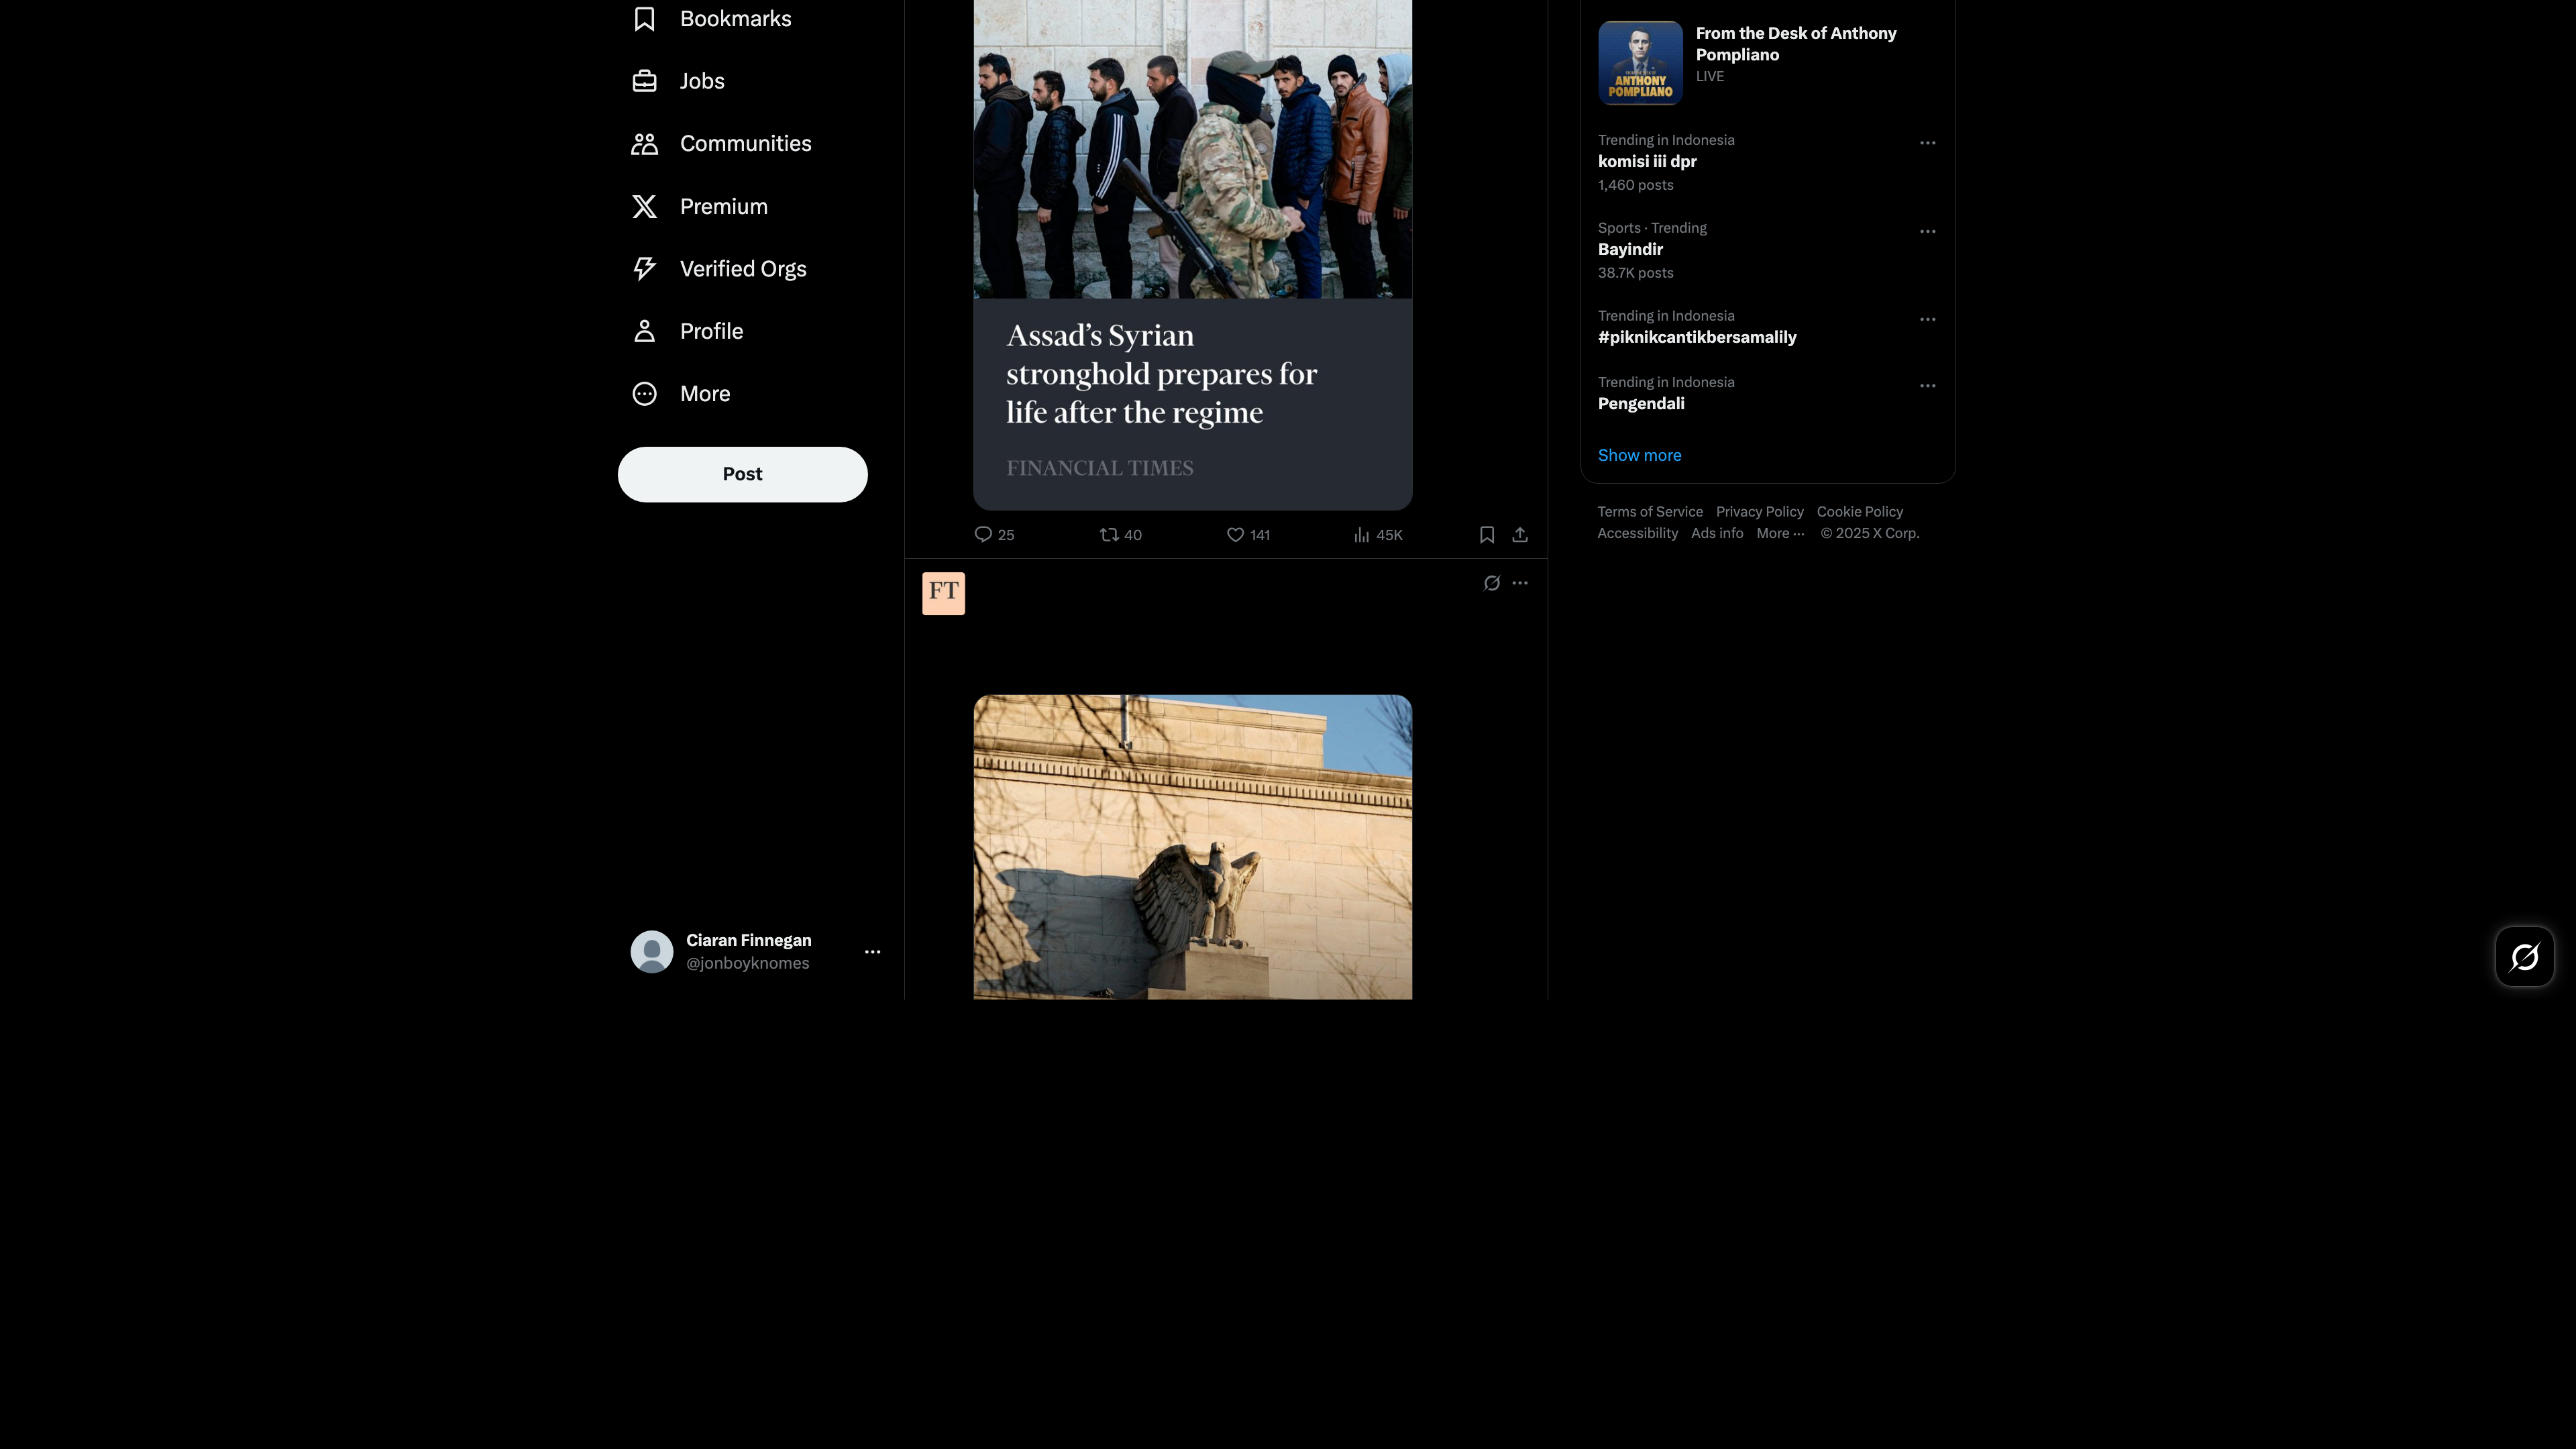 Bookmarks
Jobs
Communities
Premium
Verified Orgs
Profile
More
Post
Ciaran Finnegan
@jonboyknomes
Assad’s Syrian
stronghold prepares for
life after the regime
FINANCIAL TIMES
25
40
141
45K
FT
ANTHONY
POMPLIANO
From the Desk of Anthony
Pompliano
LIVE
Trending in Indonesia
komisi iii dpr
1,460 posts
Sports · Trending
Bayindir
38.7K posts
Trending in Indonesia
#piknikcantikbersamalily
Trending in Indonesia
Pengendali
Show more
Terms of Service Privacy Policy Cookie Policy
Accessibility Ads info More ··· © 2025 X Corp.